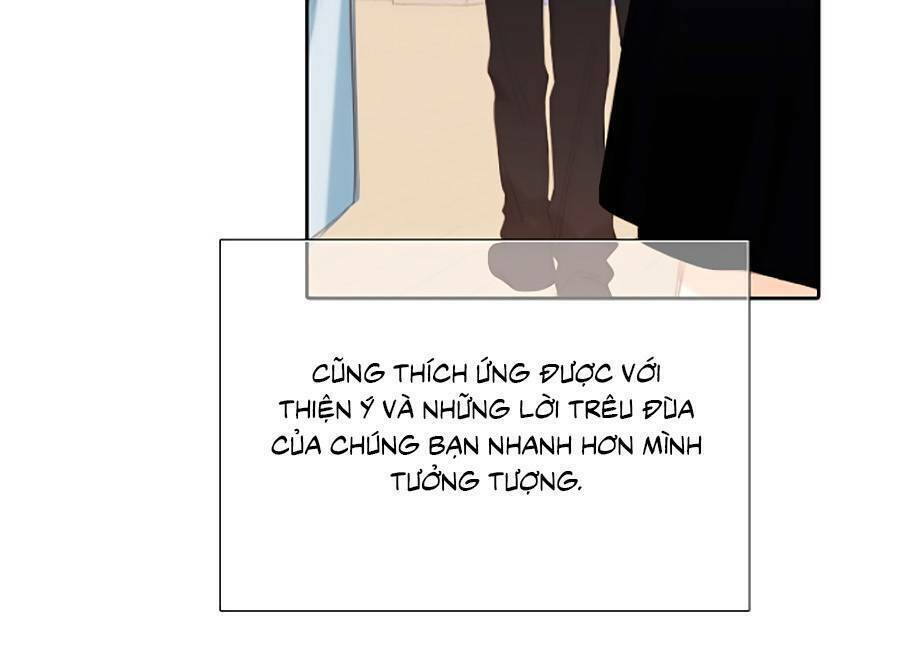 CŨNG THÍCH ỨNG ĐƯỢC VỚI
THIỆN Ý VÀ NHỮNG LỜI TRÊU ĐÙA
CỦA CHÚNG BẠN NHANH HƠN MÌNH
TƯỞNG TƯỢNG.